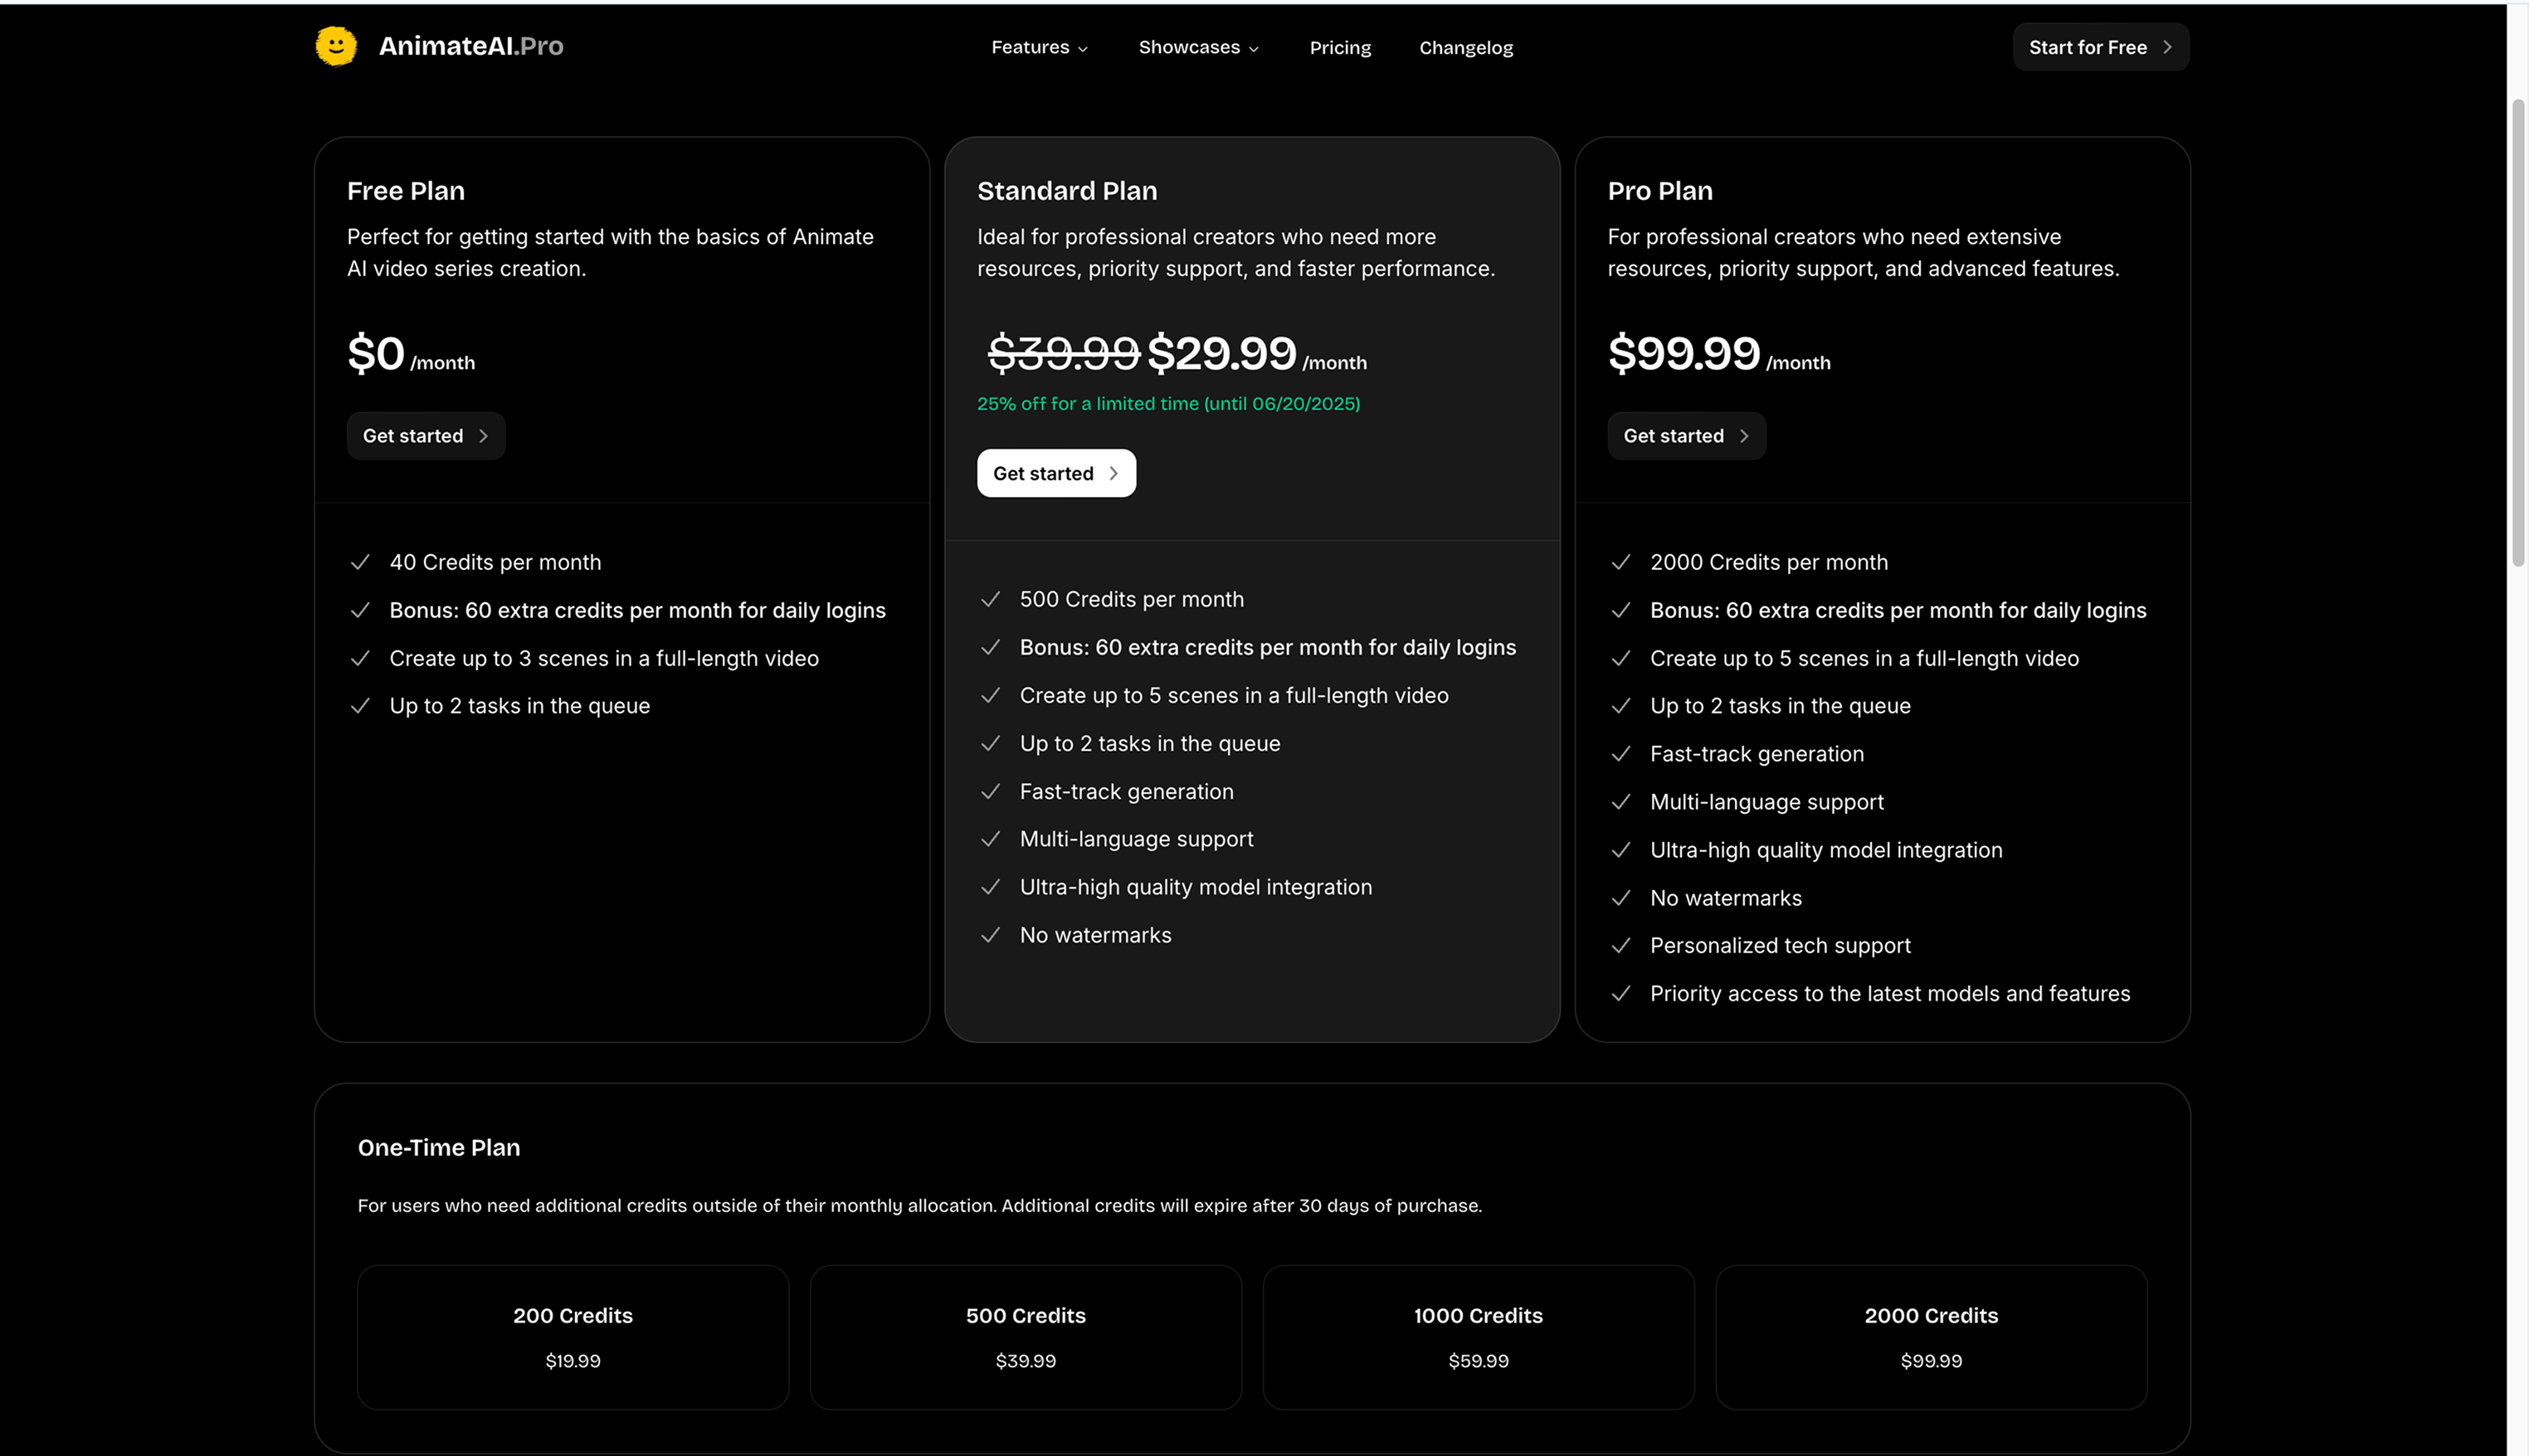 AnimateAI.Pro
Features
Showcases
Pricing
Changelog
Start for Free
Free Plan
Perfect for getting started with the basics of Animate
AI video series creation.
$0 /month
Get started
40 Credits per month
Bonus: 60 extra credits per month for daily logins
Create up to 3 scenes in a full-length video
Up to 2 tasks in the queue
Standard Plan
Ideal for professional creators who need more
resources, priority support, and faster performance.
$39.99 $29.99 /month
25% off for a limited time (until 06/20/2025)
Get started
500 Credits per month
Bonus: 60 extra credits per month for daily logins
Create up to 5 scenes in a full-length video
Up to 2 tasks in the queue
Fast-track generation
Multi-language support
Ultra-high quality model integration
No watermarks
Pro Plan
For professional creators who need extensive
resources, priority support, and advanced features.
$99.99 /month
Get started
2000 Credits per month
Bonus: 60 extra credits per month for daily logins
Create up to 5 scenes in a full-length video
Up to 2 tasks in the queue
Fast-track generation
Multi-language support
Ultra-high quality model integration
No watermarks
Personalized tech support
Priority access to the latest models and features
One-Time Plan
For users who need additional credits outside of their monthly allocation. Additional credits will expire after 30 days of purchase.
200 Credits
$19.99
500 Credits
$39.99
1000 Credits
$59.99
2000 Credits
$99.99